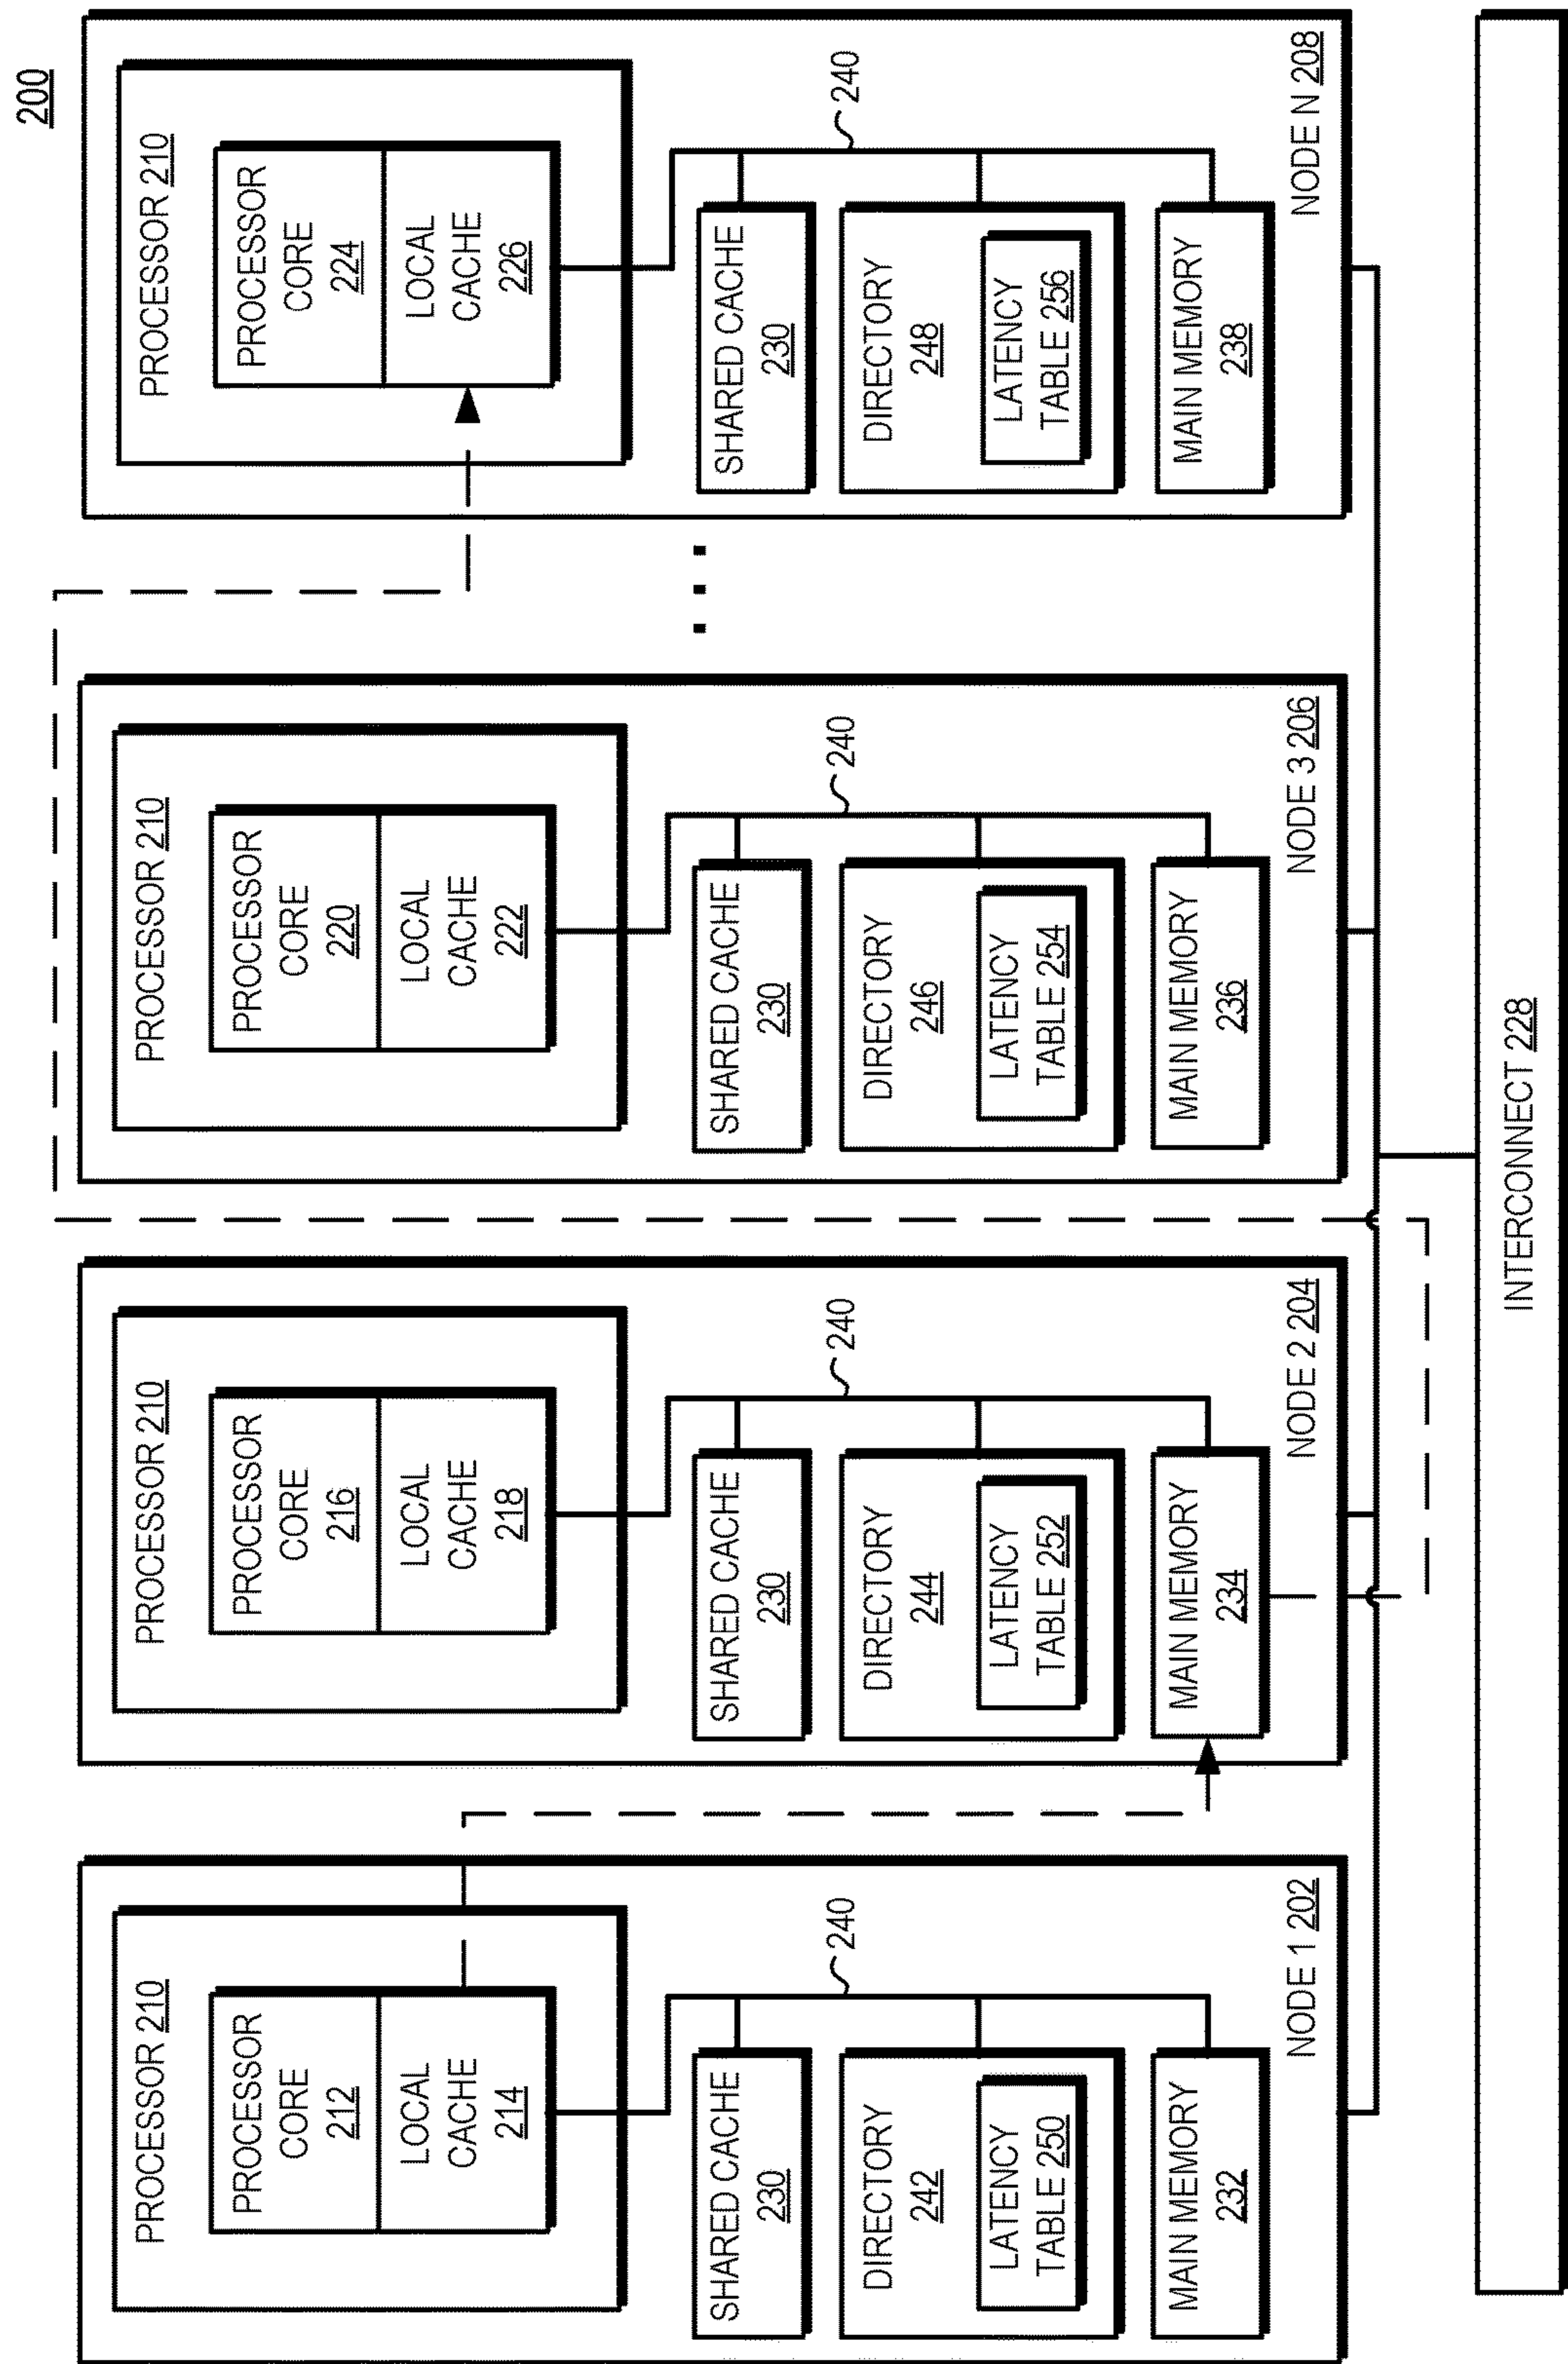 200
PROCESSOR 210
PROCESSOR
CORE
212
LOCAL
CACHE
214
240
SHARED CACHE
230
DIRECTORY
242
LATENCY
TABLE 250
MAIN MEMORY
232
NODE 1 202
PROCESSOR 210
PROCESSOR
CORE
216
LOCAL
CACHE
218
240
SHARED CACHE
230
DIRECTORY
244
LATENCY
TABLE 252
MAIN MEMORY
234
NODE 2 204
PROCESSOR 210
PROCESSOR
CORE
220
LOCAL
CACHE
222
240
SHARED CACHE
230
DIRECTORY
246
LATENCY
TABLE 254
MAIN MEMORY
236
NODE 3 206
PROCESSOR 210
PROCESSOR
CORE
224
LOCAL
CACHE
226
240
SHARED CACHE
230
DIRECTORY
248
LATENCY
TABLE 256
MAIN MEMORY
238
NODE N 208
INTERCONNECT 228